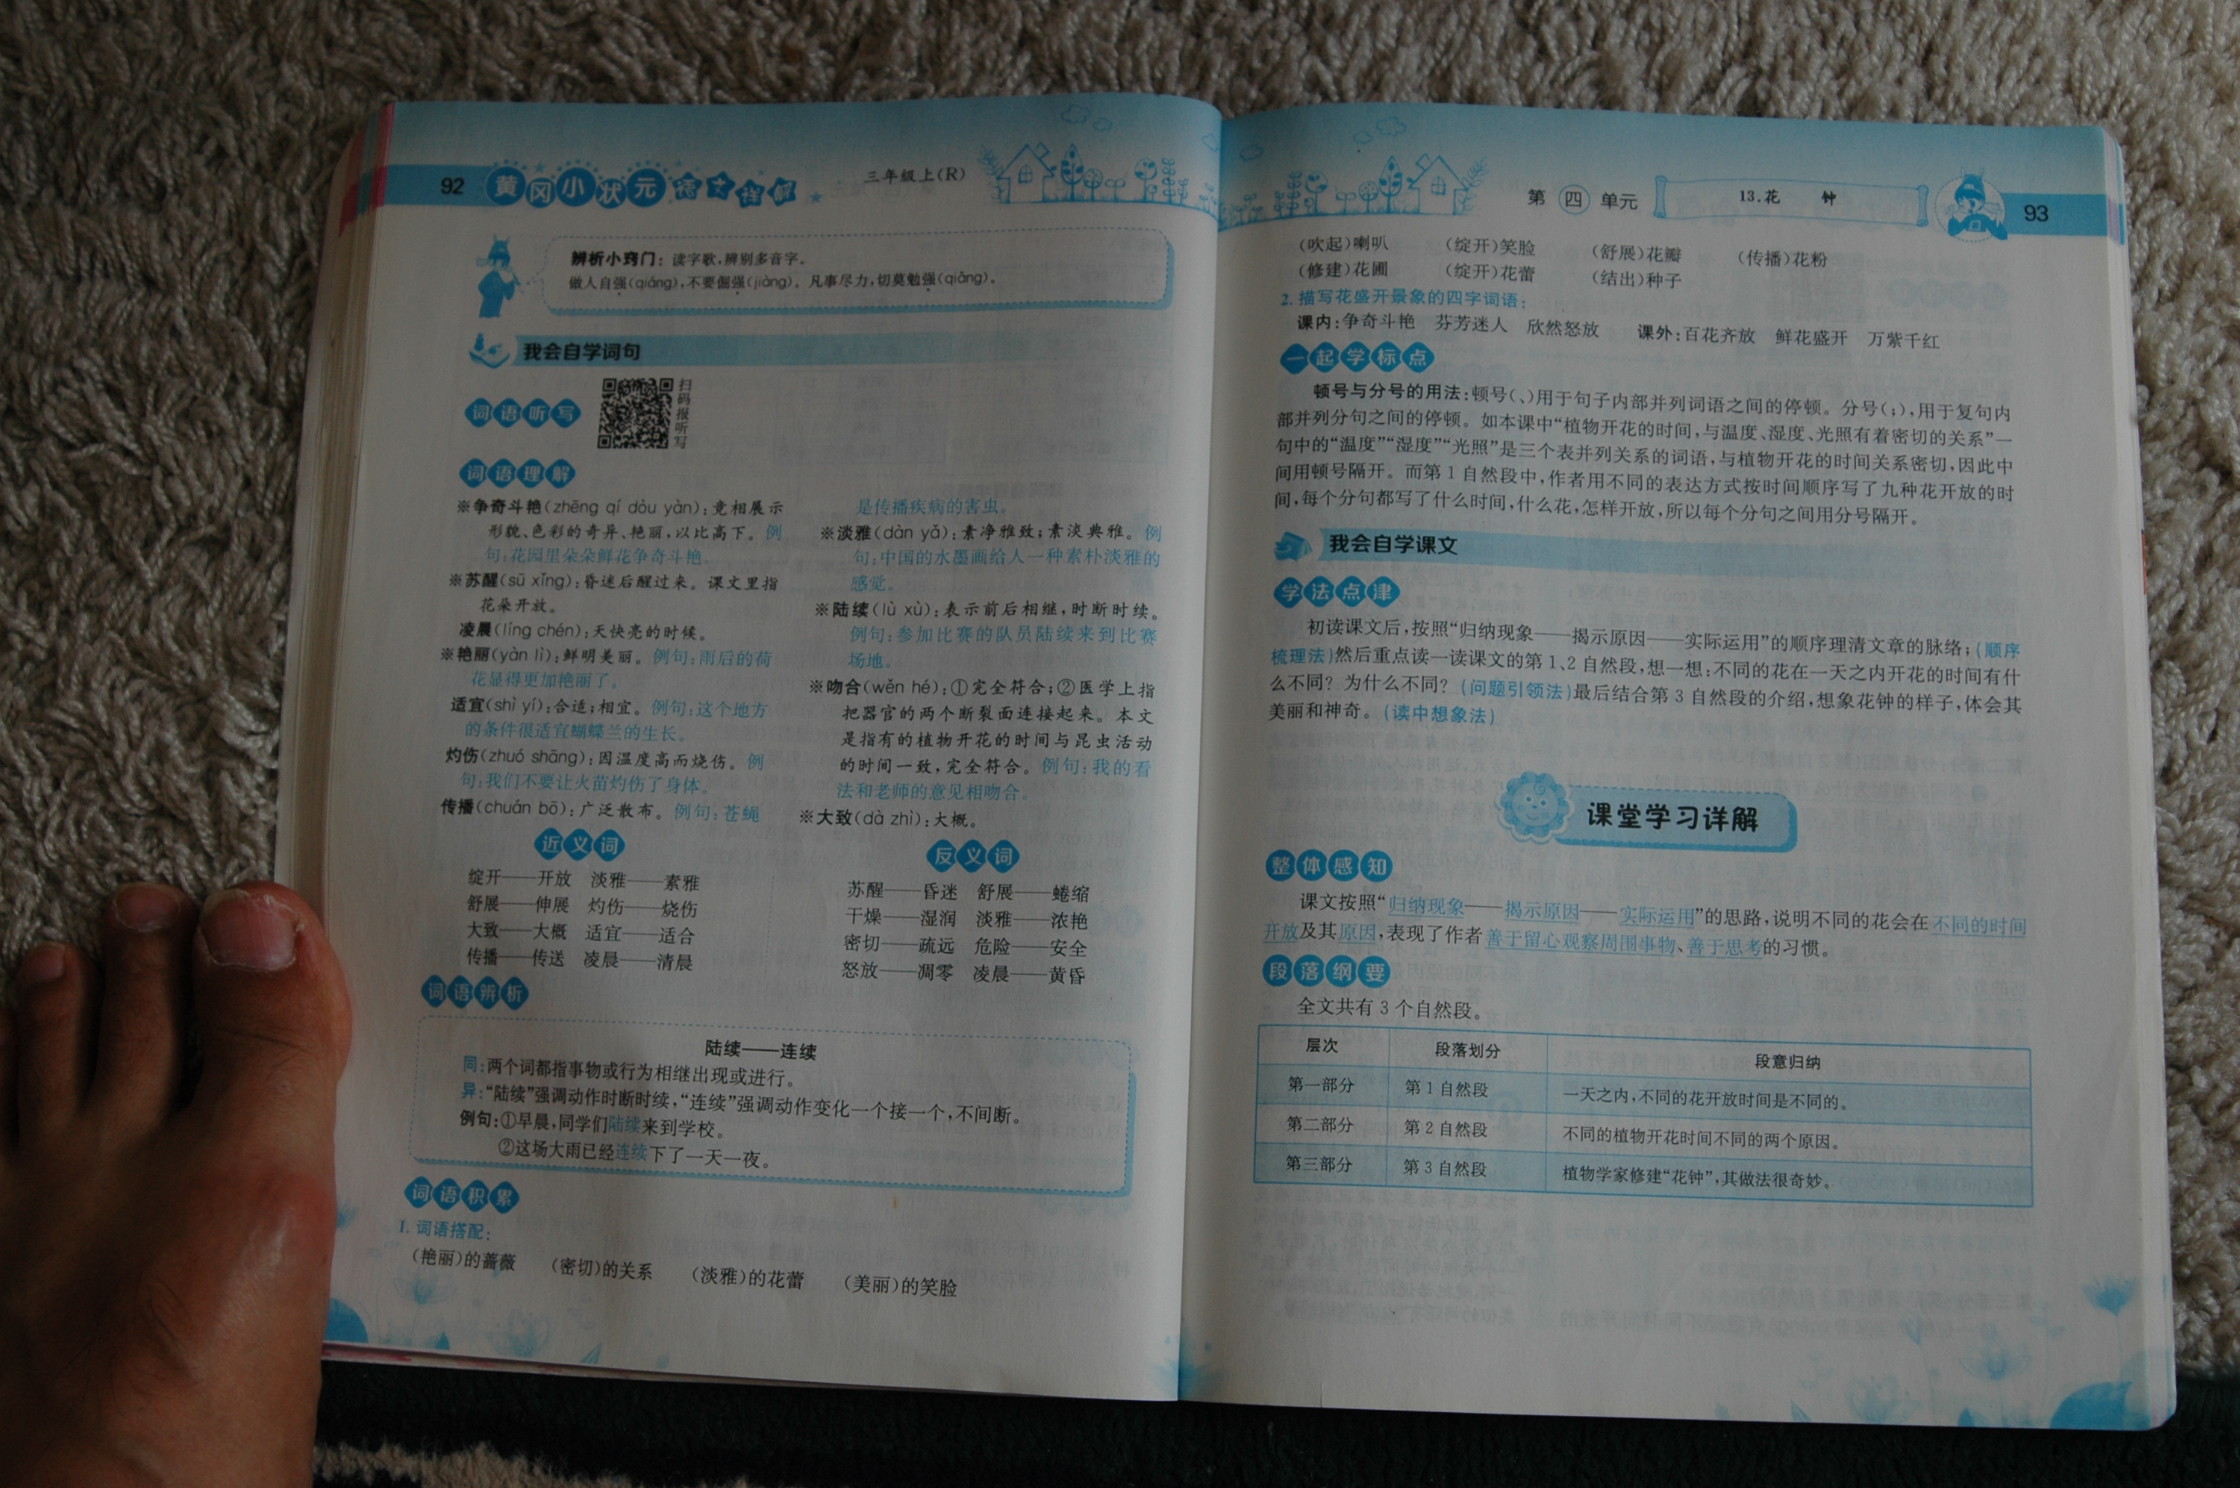 92 黄冈小状元 语文详解 三年级上(R)
辨析小窍门：读字歌,辨别多音字。
做人自强(qiáng),不要倔强(jiàng)。凡事尽力,切莫勉强(qiǎng)。
我会自学词句
词语听写
扫码报听写
词语理解
※争奇斗艳(zhēng qí dòu yàn)：竞相展示
形貌、色彩的奇异、艳丽,以比高下。例
句：花园里朵朵鲜花争奇斗艳。
※苏醒(sū xǐng)：昏迷后醒过来。课文里指
花朵开放。
凌晨(líng chén)：天快亮的时候。
※艳丽(yàn lì)：鲜明美丽。例句：雨后的荷
花显得更加艳丽了。
适宜(shì yí)：合适；相宜。例句：这个地方
的条件很适宜蝴蝶兰的生长。
灼伤(zhuó shāng)：因温度高而烧伤。例
句：我们不要让火苗灼伤了身体。
传播(chuán bō)：广泛散布。例句：苍蝇
是传播疾病的害虫。
※淡雅(dàn yǎ)：素净雅致；素淡典雅。例
句：中国的水墨画给人一种素朴淡雅的
感觉。
※陆续(lù xù)：表示前后相继,时断时续。
例句：参加比赛的队员陆续来到比赛
场地。
※吻合(wěn hé)：①完全符合；②医学上指
把器官的两个断裂面连接起来。本文
是指有的植物开花的时间与昆虫活动
的时间一致,完全符合。例句：我的看
法和老师的意见相吻合。
※大致(dà zhì)：大概。
近义词
绽开——开放 淡雅——素雅
舒展——伸展 灼伤——烧伤
大致——大概 适宜——适合
传播——传送 凌晨——清晨
反义词
苏醒——昏迷 舒展——蜷缩
干燥——湿润 淡雅——浓艳
密切——疏远 危险——安全
怒放——凋零 凌晨——黄昏
词语辨析
陆续——连续
同：两个词都指事物或行为相继出现或进行。
异：“陆续”强调动作时断时续,“连续”强调动作变化一个接一个,不间断。
例句：①早晨,同学们陆续来到学校。
②这场大雨已经连续下了一天一夜。
词语积累
1. 词语搭配：
(艳丽)的蔷薇 (密切)的关系 (淡雅)的花蕾 (美丽)的笑脸
第四单元 13.花 钟 93
(吹起)喇叭 (绽开)笑脸 (舒展)花瓣 (传播)花粉
(修建)花圃 (绽开)花蕾 (结出)种子
2. 描写花盛开景象的四字词语：
课内：争奇斗艳 芬芳迷人 欣然怒放 课外：百花齐放 鲜花盛开 万紫千红
一起学标点
顿号与分号的用法：顿号(、)用于句子内部并列词语之间的停顿。分号(；),用于复句内
部并列分句之间的停顿。如本课中“植物开花的时间,与温度、湿度、光照有着密切的关系”一
句中的“温度”“湿度”“光照”是三个表并列关系的词语,与植物开花的时间关系密切,因此中
间用顿号隔开。而第1自然段中,作者用不同的表达方式按时间顺序写了九种花开放的时
间,每个分句都写了什么时间,什么花,怎样开放,所以每个分句之间用分号隔开。
我会自学课文
学法点津
初读课文后,按照“归纳现象——揭示原因——实际运用”的顺序理清文章的脉络；(顺序
梳理法)然后重点读一读课文的第1、2自然段,想一想：不同的花在一天之内开花的时间有什
么不同？为什么不同？(问题引领法)最后结合第3自然段的介绍,想象花钟的样子,体会其
美丽和神奇。(读中想象法)
课堂学习详解
整体感知
课文按照“归纳现象——揭示原因——实际运用”的思路,说明不同的花会在不同的时间
开放及其原因,表现了作者善于留心观察周围事物、善于思考的习惯。
段落纲要
全文共有3个自然段。
层次 段落划分 段意归纳
第一部分 第1自然段 一天之内,不同的花开放时间是不同的。
第二部分 第2自然段 不同的植物开花时间不同的两个原因。
第三部分 第3自然段 植物学家修建“花钟”,其做法很奇妙。